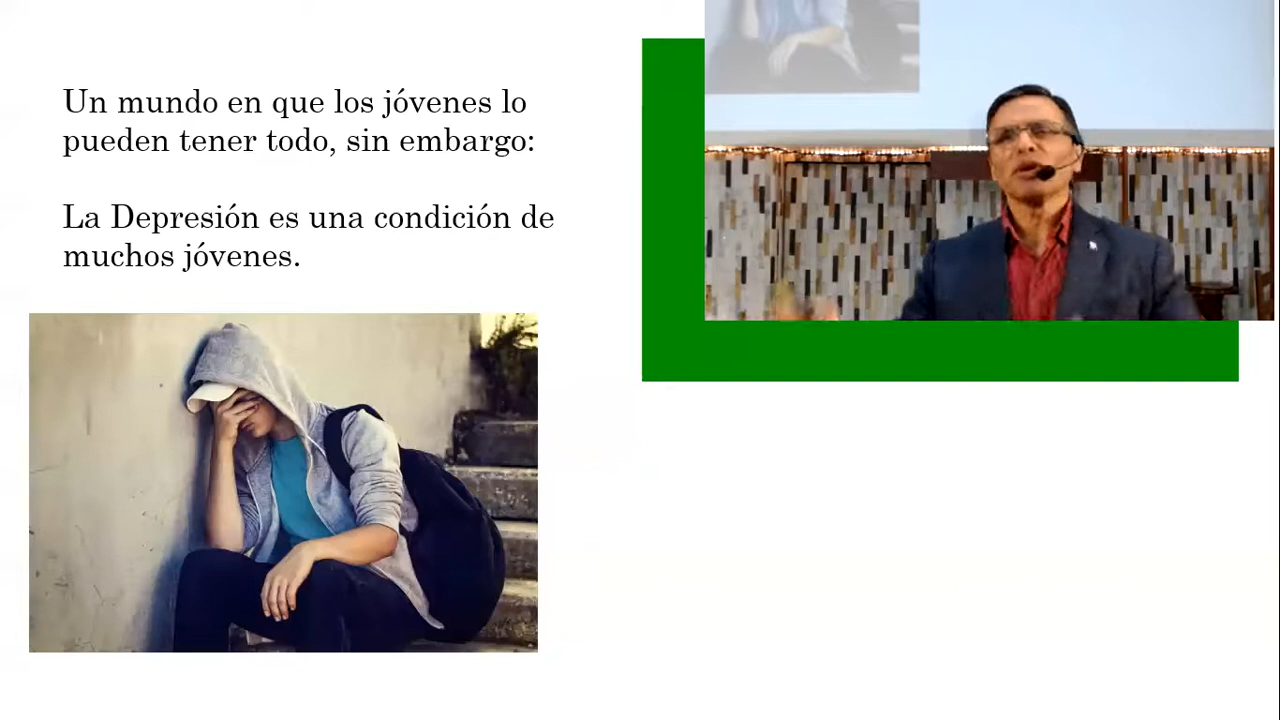 Un mundo en que los jóvenes lo
pueden tener todo, sin embargo:
La Depresión es una condición de
muchos jóvenes.